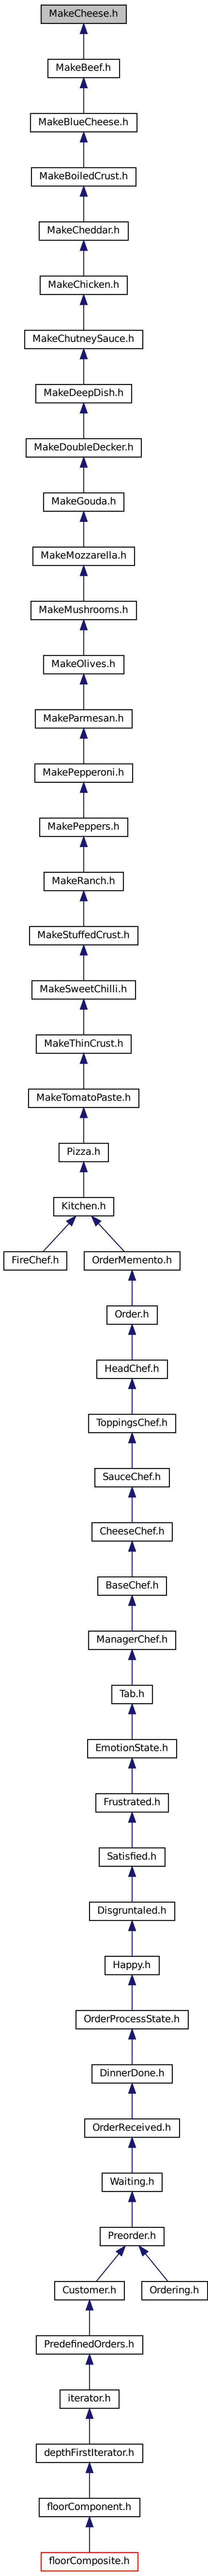 MakeCheese.h
MakeBeef.h
MakeBlueCheese.h
MakeBoiledCrust.h
MakeCheddar.h
MakeChicken.h
MakeChutneySauce.h
MakeDeepDish.h
MakeDoubleDecker.h
MakeGouda.h
MakeMozzarella.h
MakeMushrooms.h
MakeOlives.h
MakeParmesan.h
MakePepperoni.h
MakePeppers.h
MakeRanch.h
MakeStuffedCrust.h
MakeSweetChilli.h
MakeThinCrust.h
MakeTomatoPaste.h
Pizza.h
Kitchen.h
FireChef.h
OrderMemento.h
Order.h
HeadChef.h
ToppingsChef.h
SauceChef.h
CheeseChef.h
BaseChef.h
ManagerChef.h
Tab.h
EmotionState.h
Frustrated.h
Satisfied.h
Disgruntaled.h
Happy.h
OrderProcessState.h
DinnerDone.h
OrderReceived.h
Waiting.h
Preorder.h
Customer.h
Ordering.h
PredefinedOrders.h
iterator.h
depthFirstIterator.h
floorComponent.h
floorComposite.h